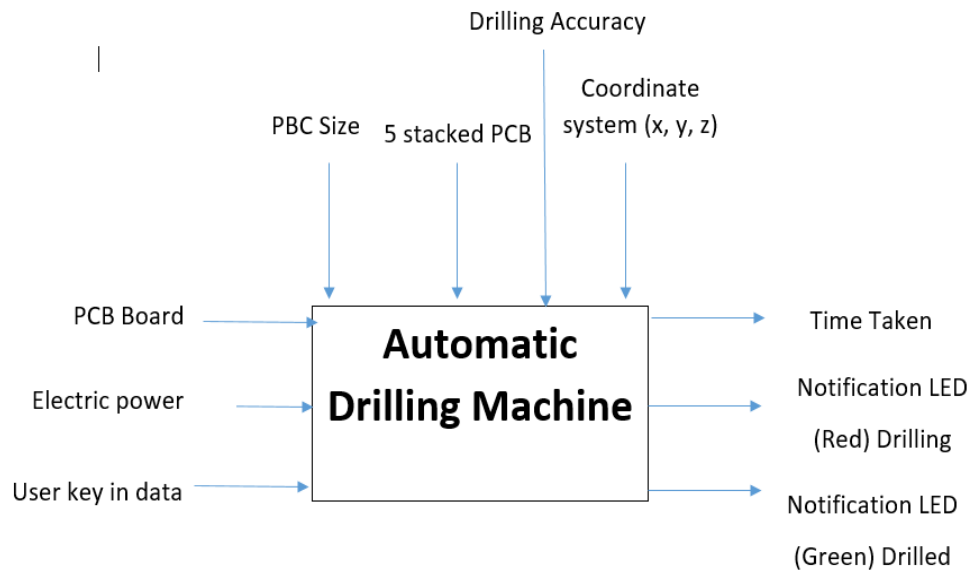 Drilling Accuracy
Coordinate
system (x, y, z)
PBC Size
5 stacked PCB
PCB Board
Electric power
User key in data
Automatic
Drilling Machine
Time Taken
Notification LED
(Red) Drilling
Notification LED
(Green) Drilled